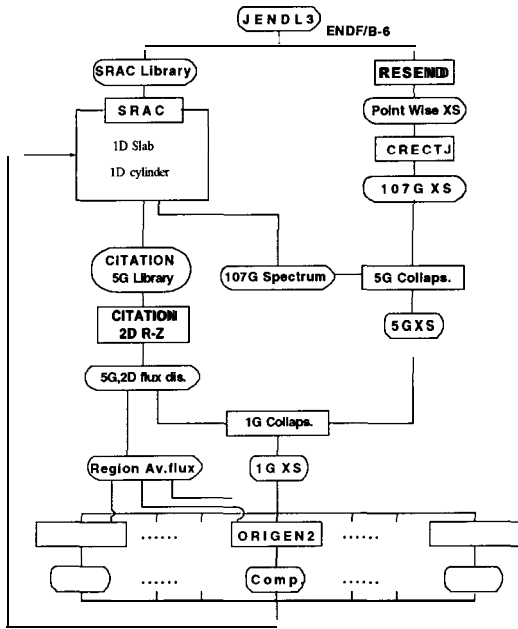 JENDL3
ENDF/B-6
SRAC Library
RESENDD
SRAC
Point Wise XS
1D Slab
CRECTJ
1D cylinder
107G XS
CITATION
5G Library
107G Spectrum
5G Collaps.
CITATION
2D R-Z
5GXS
5G,2D flux dis.
1G Collaps.
Region Av.flux
1G XS
......
ORIGEN2
......
......
Comp.
......